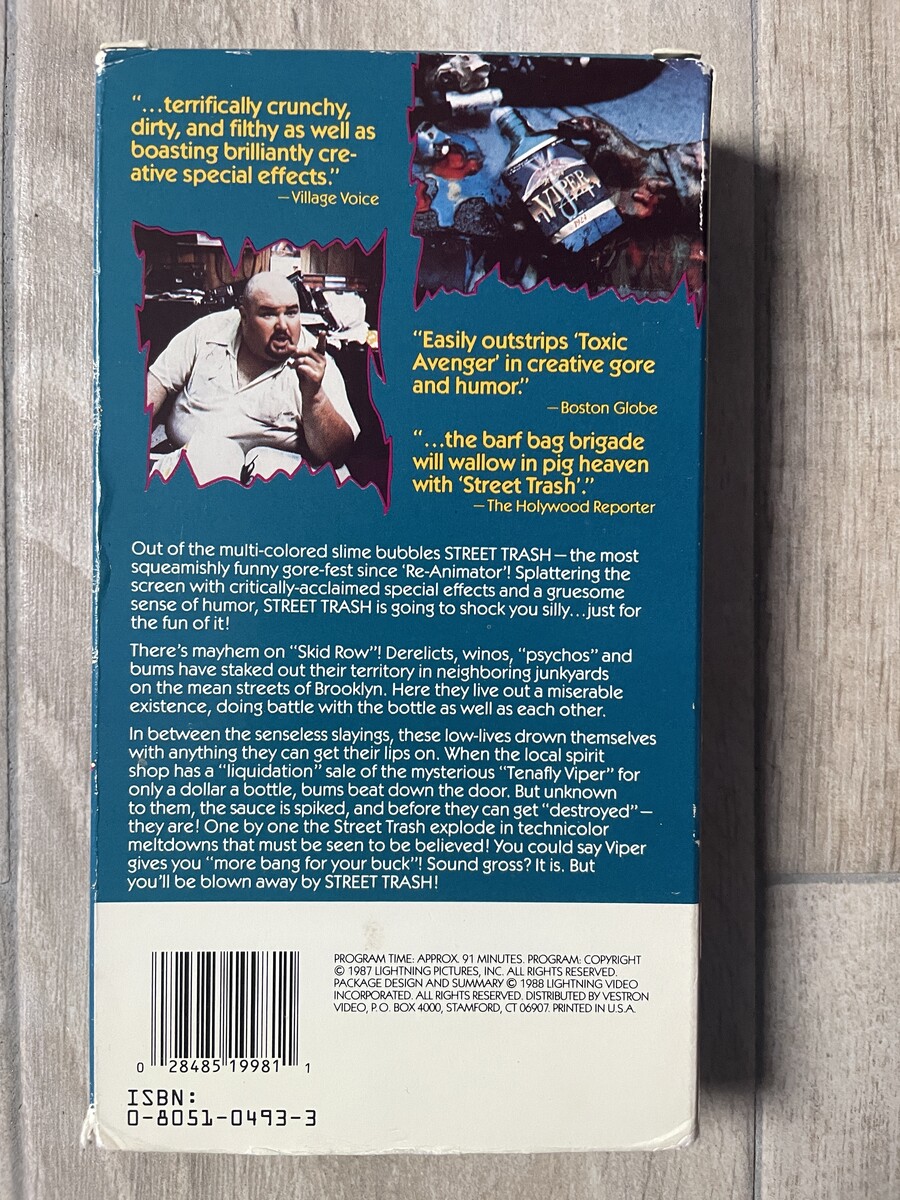 “...terrifically crunchy,
dirty, and filthy as well as
boasting brilliantly cre-
ative special effects.”
—Village Voice
VIPER
“Easily outstrips ‘Toxic
Avenger’ in creative gore
and humor.”
—Boston Globe
“...the barf bag brigade
will wallow in pig heaven
with ‘Street Trash’.”
—The Holywood Reporter
Out of the multi-colored slime bubbles STREET TRASH—the most
squeamishly funny gore-fest since ‘Re-Animator’! Splattering the
screen with critically-acclaimed special effects and a gruesome
sense of humor, STREET TRASH is going to shock you silly...just for
the fun of it!
There’s mayhem on “Skid Row”! Derelicts, winos, “psychos” and
bums have staked out their territory in neighboring junkyards
on the mean streets of Brooklyn. Here they live out a miserable
existence, doing battle with the bottle as well as each other.
In between the senseless slayings, these low-lives drown themselves
with anything they can get their lips on. When the local spirit
shop has a “liquidation” sale of the mysterious “Tenafly Viper” for
only a dollar a bottle, bums beat down the door. But unknown
to them, the sauce is spiked, and before they can get “destroyed”—
they are! One by one the Street Trash explode in technicolor
meltdowns that must be seen to be believed! You could say Viper
gives you “more bang for your buck”! Sound gross? It is. But
you’ll be blown away by STREET TRASH!
PROGRAM TIME: APPROX. 91 MINUTES. PROGRAM: COPYRIGHT
© 1987 LIGHTNING PICTURES, INC. ALL RIGHTS RESERVED.
PACKAGE DESIGN AND SUMMARY © 1988 LIGHTNING VIDEO
INCORPORATED. ALL RIGHTS RESERVED. DISTRIBUTED BY VESTRON
VIDEO, P.O. BOX 4000, STAMFORD, CT 06907. PRINTED IN U.S.A.
0 28485 19981 1
ISBN:
0-8051-0493-3